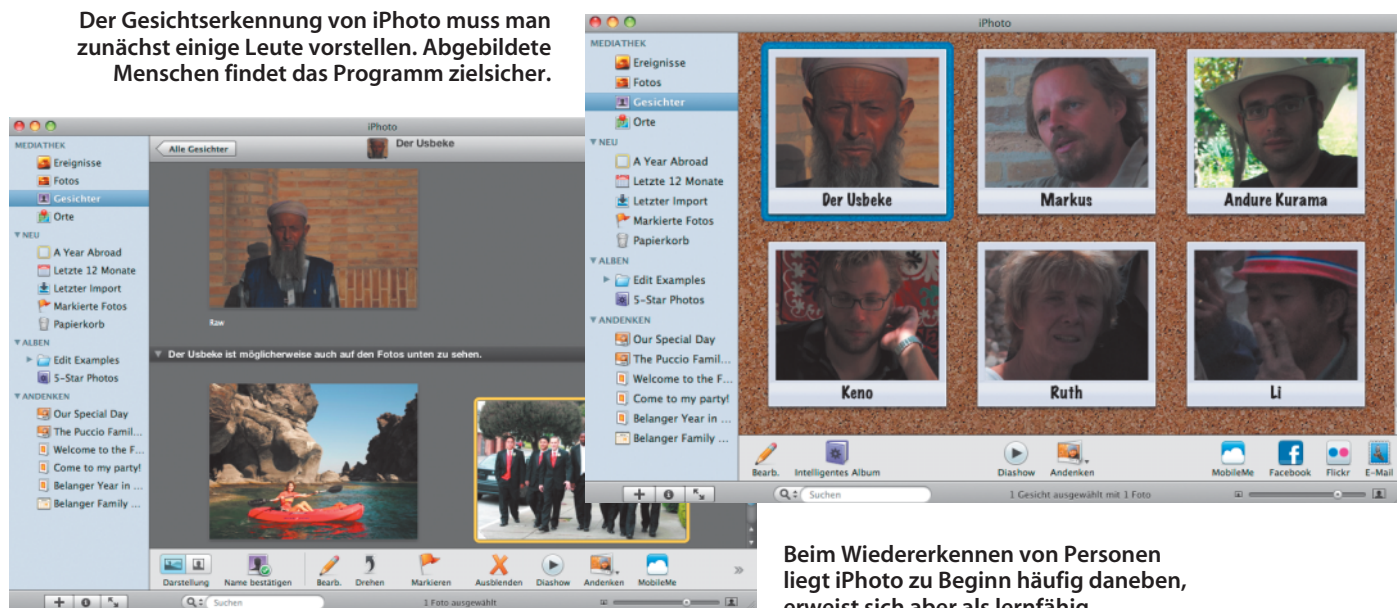 Der Gesichtserkennung von iPhoto muss man
zunächst einige Leute vorstellen. Abgebildete
Menschen findet das Programm zielsicher.
iPhoto
MEDIATHEK
Ereignisse
Fotos
Gesichter
Orte
NEU
A Year Abroad
Letzte 12 Monate
Letzter Import
Markierte Fotos
Papierkorb
ALBEN
Edit Examples
5-Star Photos
ANDENKEN
Our Special Day
The Puccio Famil...
Welcome to the F...
Come to my party!
Belanger Year in ...
Belanger Family ...
Alle Gesichter
Der Usbeke
Raw
Der Usbeke ist möglicherweise auch auf den Fotos unten zu sehen.
Darstellung Name bestätigen Bearb. Drehen Markieren Ausblenden Diashow Andenken MobileMe
Suchen
1 Foto ausgewählt
iPhoto
MEDIATHEK
Ereignisse
Fotos
Gesichter
Orte
NEU
A Year Abroad
Letzte 12 Monate
Letzter Import
Markierte Fotos
Papierkorb
ALBEN
Edit Examples
5-Star Photos
ANDENKEN
Our Special Day
The Puccio Famil...
Welcome to the F...
Come to my party!
Belanger Year in ...
Belanger Family ...
Der Usbeke Markus Andure Kurama
Keno Ruth Li
Bearb. Intelligentes Album Diashow Andenken MobileMe Facebook Flickr E-Mail
Suchen
1 Gesicht ausgewählt mit 1 Foto
Beim Wiedererkennen von Personen
liegt iPhoto zu Beginn häufig daneben,
erweist sich aber als lernfähig.